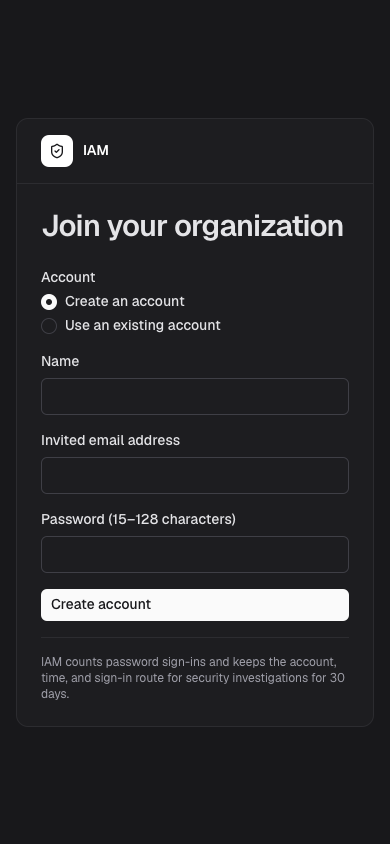 IAM
Join your organization
Account
Create an account
Use an existing account
Name
Invited email address
Password (15–128 characters)
Create account
IAM counts password sign-ins and keeps the account,
time, and sign-in route for security investigations for 30
days.